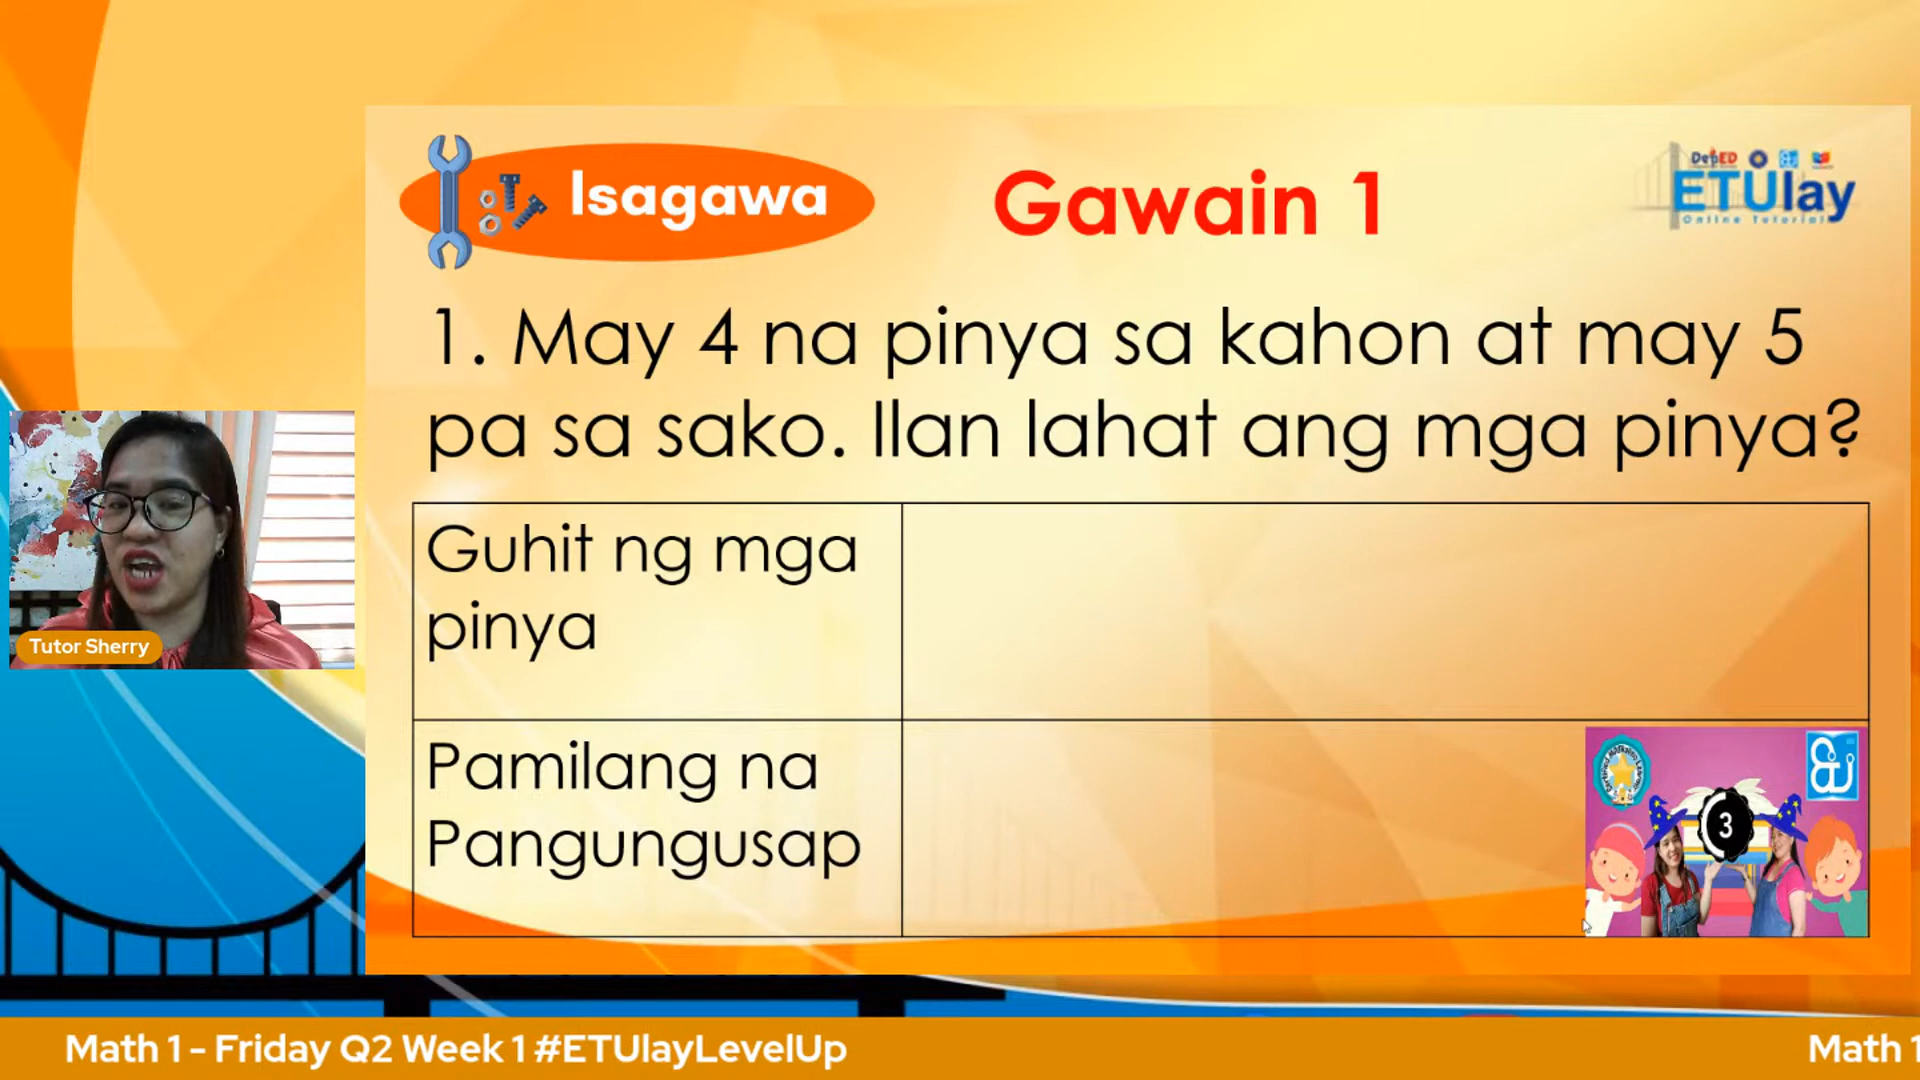 Isagawa
Gawain 1
DepED
ETUlay
Online Tutorial
1. May 4 na pinya sa kahon at may 5
pa sa sako. Ilan lahat ang mga pinya?
Guhit ng mga
pinya
Pamilang na
Pangungusap
3
Tutor Sherry
Math 1 - Friday Q2 Week 1 #ETUlayLevelUp
Math 1